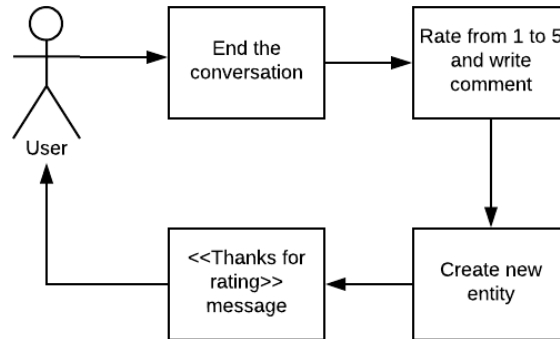 End the
conversation
Rate from 1 to 5
and write
comment
User
<<Thanks for
rating>>
message
Create new
entity